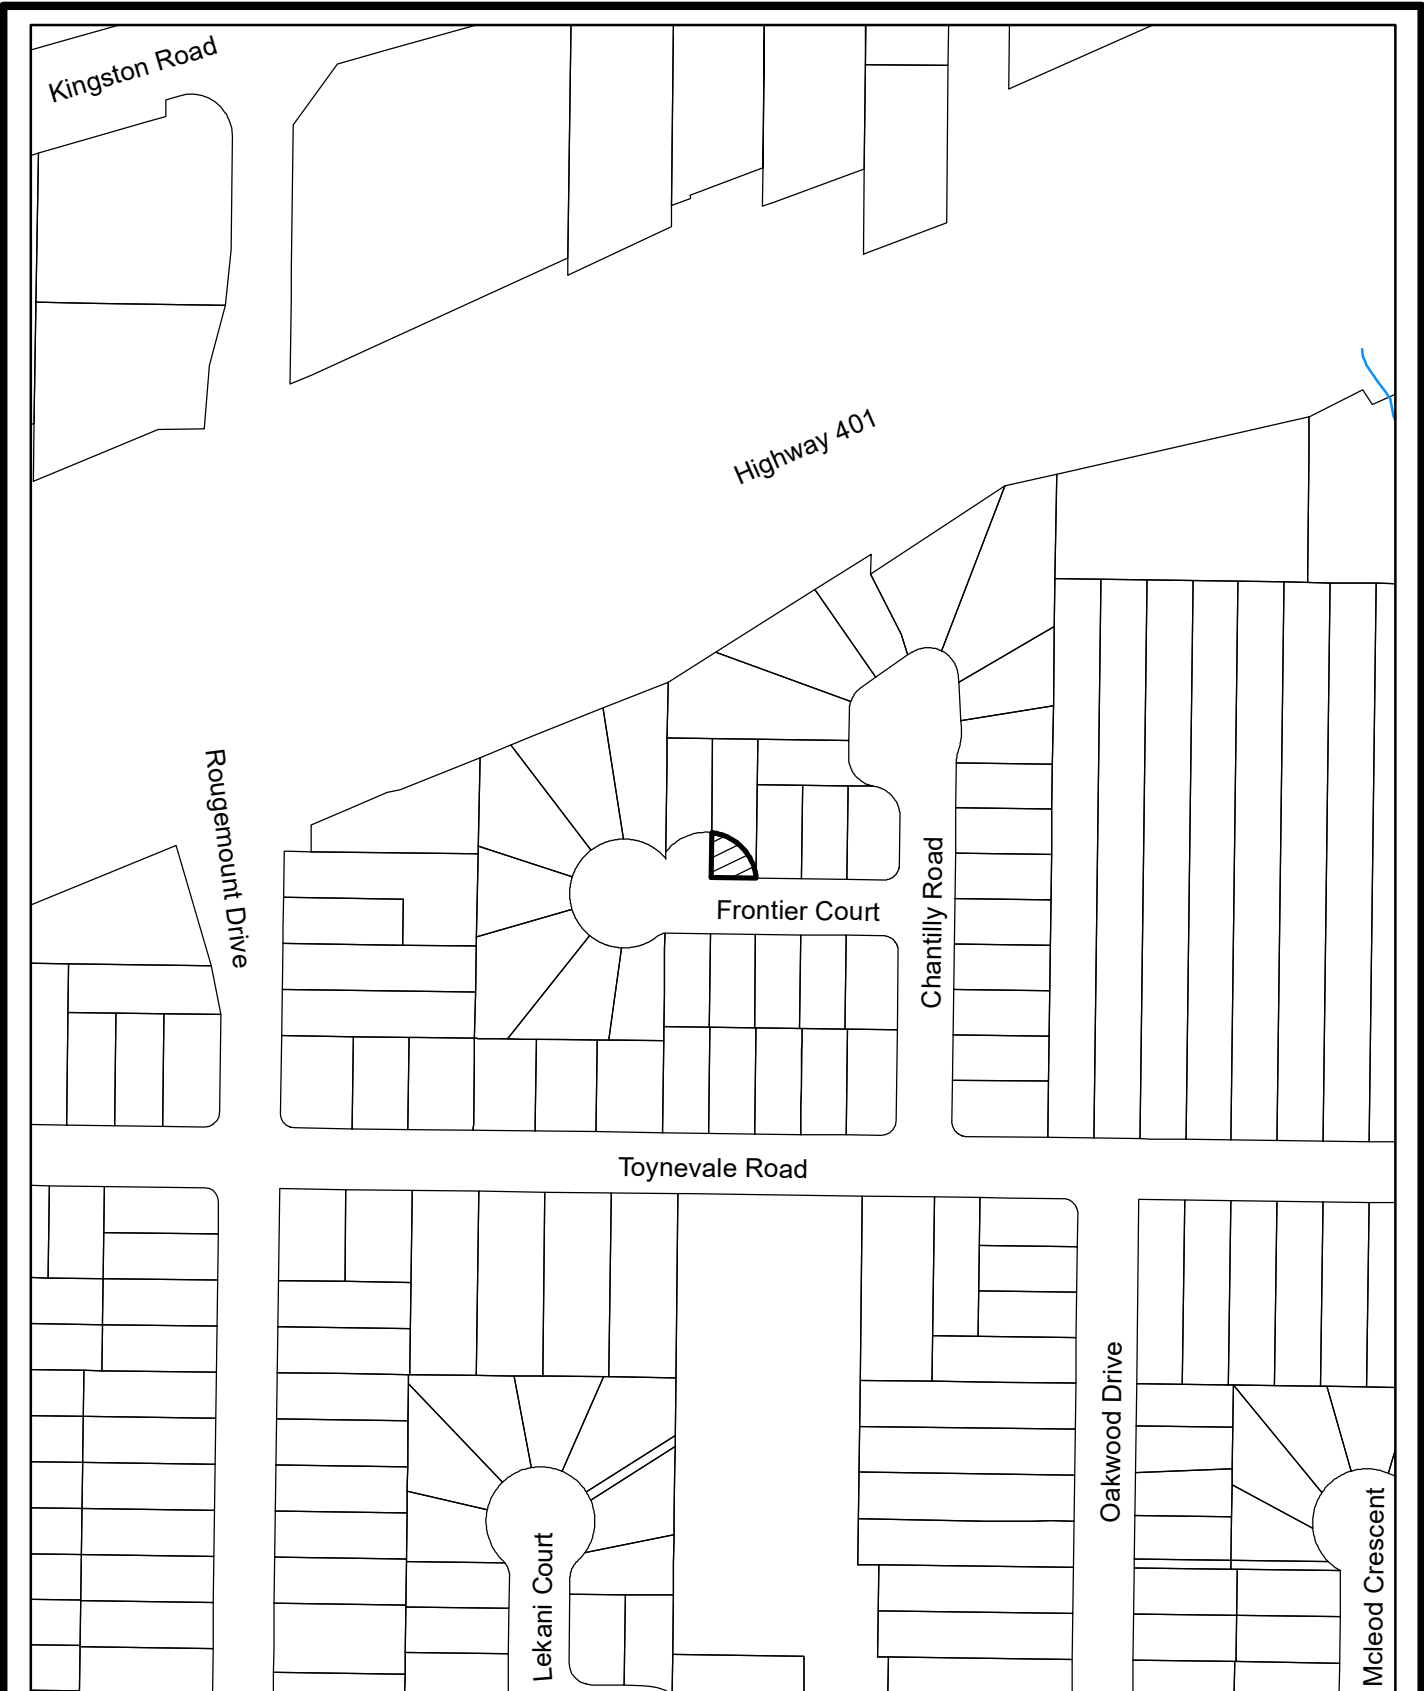 Kingston Road
Highway 401
Rougemount Drive
Frontier Court
Chantilly Road
Toynevale Road
Oakwood Drive
Lekani Court
Mcleod Crescent